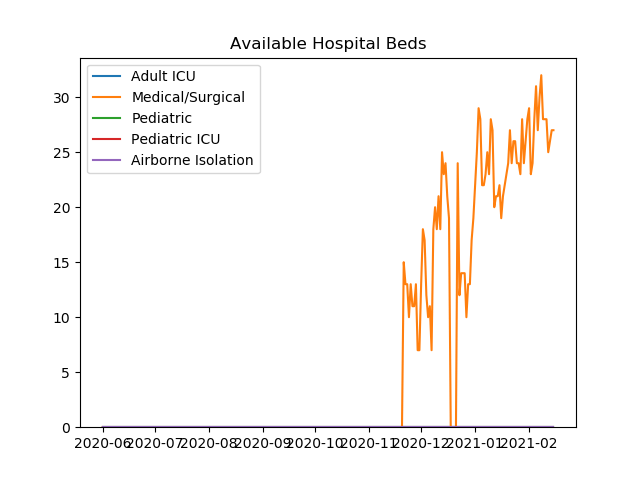 Available Hospital Beds
Adult ICU
Medical/Surgical
Pediatric
Pediatric ICU
Airborne Isolation
30
25
20
15
10
5
0
2020-06 2020-07 2020-08 2020-09 2020-10 2020-11 2020-12 2021-01 2021-02